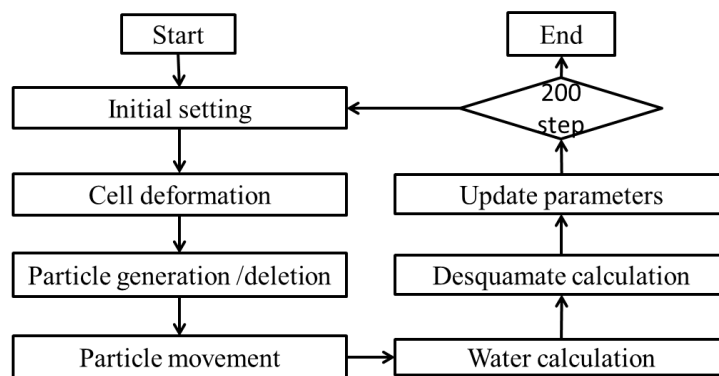 Start
Initial setting
Cell deformation
Particle generation /deletion
Particle movement
Water calculation
Desquamate calculation
Update parameters
200
step
End